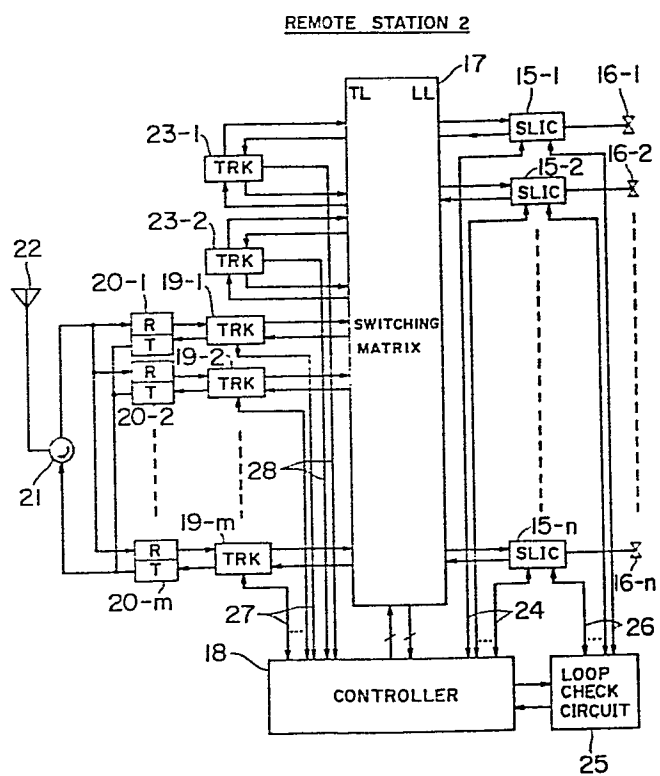 REMOTE STATION 2
17
TL LL
15-1
16-1
SLIC
23-1
TRK
15-2
16-2
SLIC
23-2
TRK
22
20-1
19-1
R
T
TRK
SWITCHING
MATRIX
19-2
R
T
TRK
20-2
21
28
19-m
R
T
TRK
20-m
15-n
SLIC
16-n
27
24
26
18
CONTROLLER
LOOP
CHECK
CIRCUIT
25